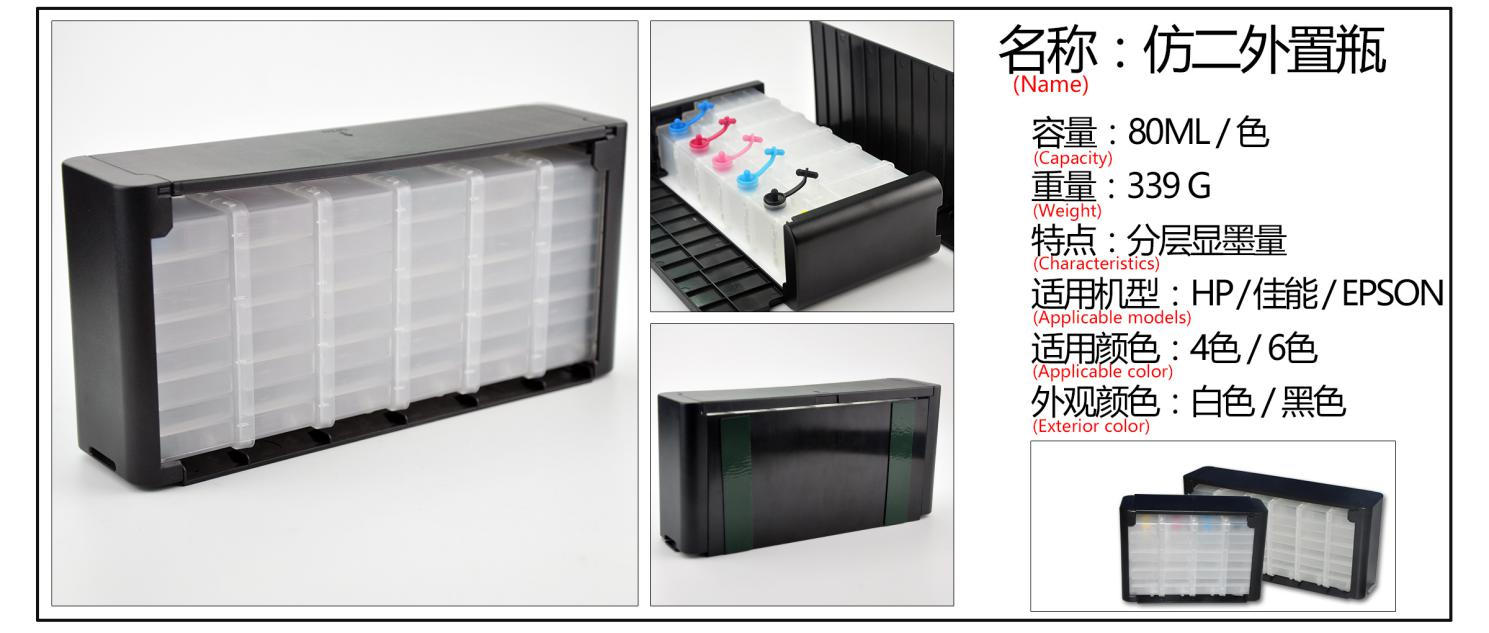 名称：仿二外置瓶
(Name)
容量：80ML / 色
(Capacity)
重量：339 G
(Weight)
特点：分层显墨量
(Characteristics)
适用机型：HP / 佳能 / EPSON
(Applicable models)
适用颜色：4色 / 6色
(Applicable color)
外观颜色：白色 / 黑色
(Exterior color)